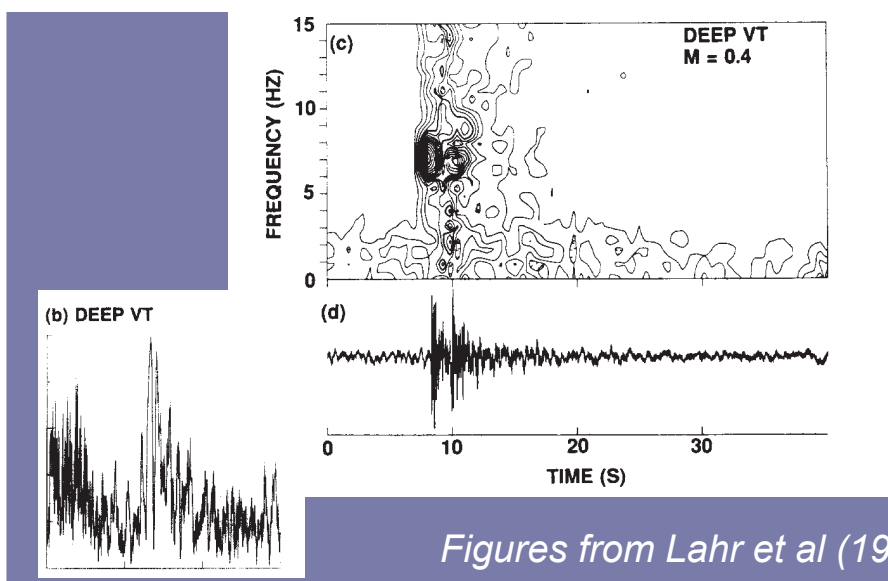 (c)
DEEP VT
M = 0.4
15
10
5
0
FREQUENCY (HZ)
(d)
0 10 20 30
TIME (S)
(b) DEEP VT
Figures from Lahr et al (19